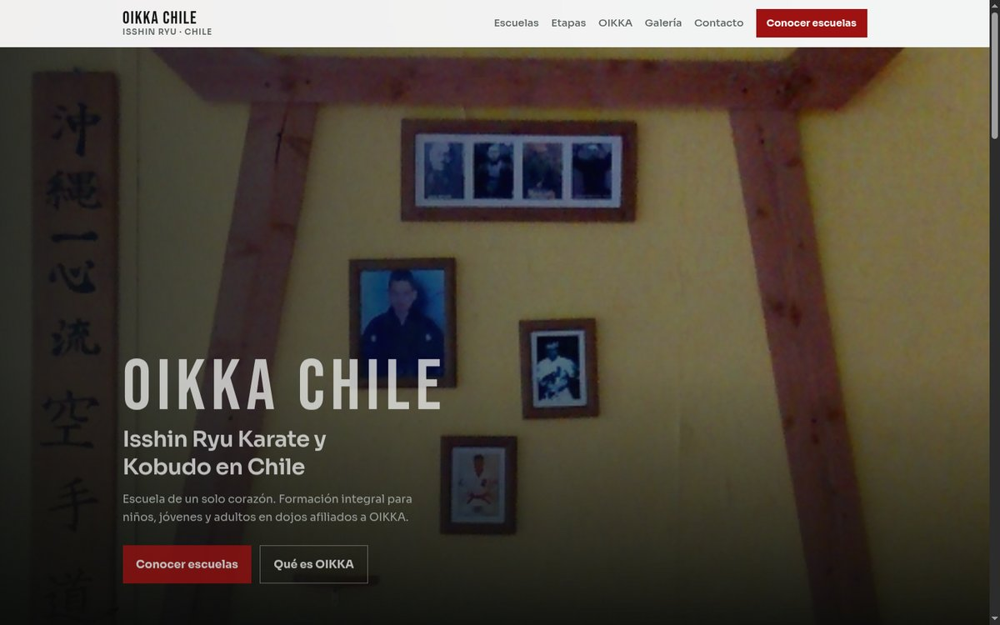 OIKKA CHILE
ISSHIN RYU · CHILE
Escuelas
Etapas
OIKKA
Galería
Contacto
Conocer escuelas
沖縄一心流空手道
OIKKA CHILE
Isshin Ryu Karate y
Kobudo en Chile
Escuela de un solo corazón. Formación integral para
niños, jóvenes y adultos en dojos afiliados a OIKKA.
Conocer escuelas
Qué es OIKKA